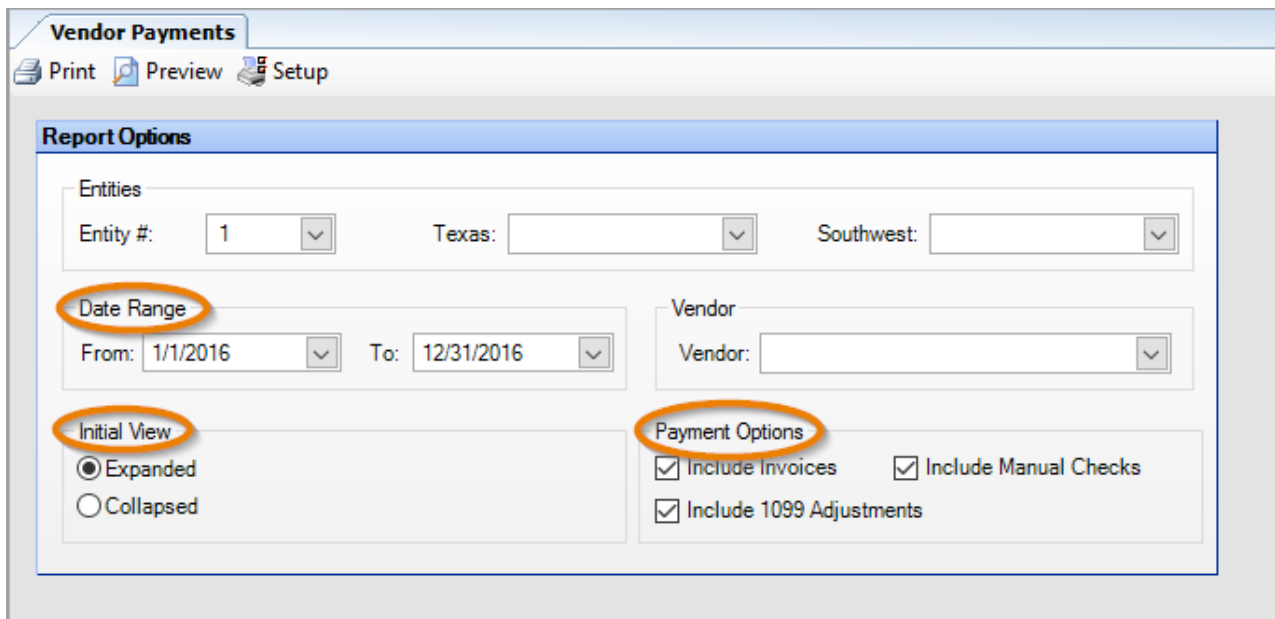 Vendor Payments
Print Preview Setup
Report Options
Entities
Entity #: 1 Texas: Southwest:
Date Range Vendor
From: 1/1/2016 To: 12/31/2016 Vendor:
Initial View Payment Options
Expanded Include Invoices Include Manual Checks
Collapsed Include 1099 Adjustments